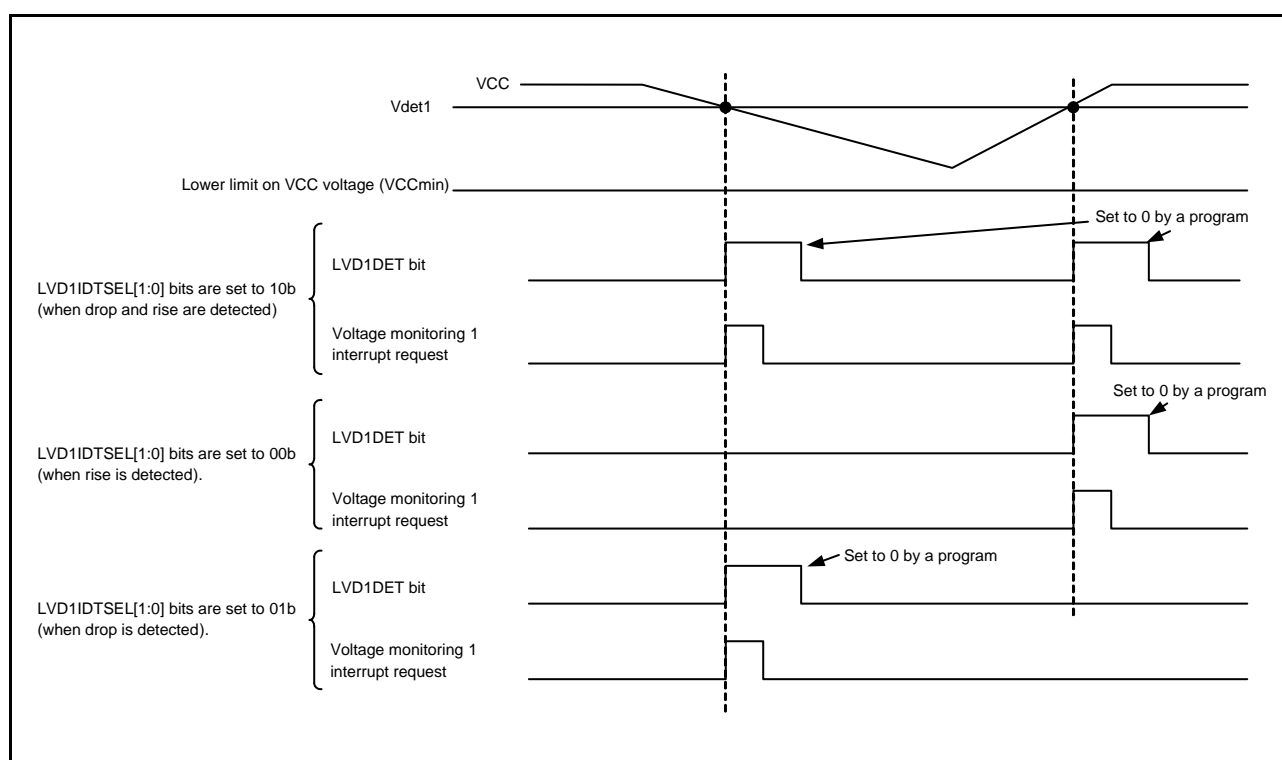 VCC
Vdet1
Lower limit on VCC voltage (VCCmin)
Set to 0 by a program
LVD1IDTSEL[1:0] bits are set to 10b
(when drop and rise are detected)
LVD1DET bit
Voltage monitoring 1
interrupt request
Set to 0 by a program
LVD1IDTSEL[1:0] bits are set to 00b
(when rise is detected).
LVD1DET bit
Voltage monitoring 1
interrupt request
Set to 0 by a program
LVD1IDTSEL[1:0] bits are set to 01b
(when drop is detected).
LVD1DET bit
Voltage monitoring 1
interrupt request